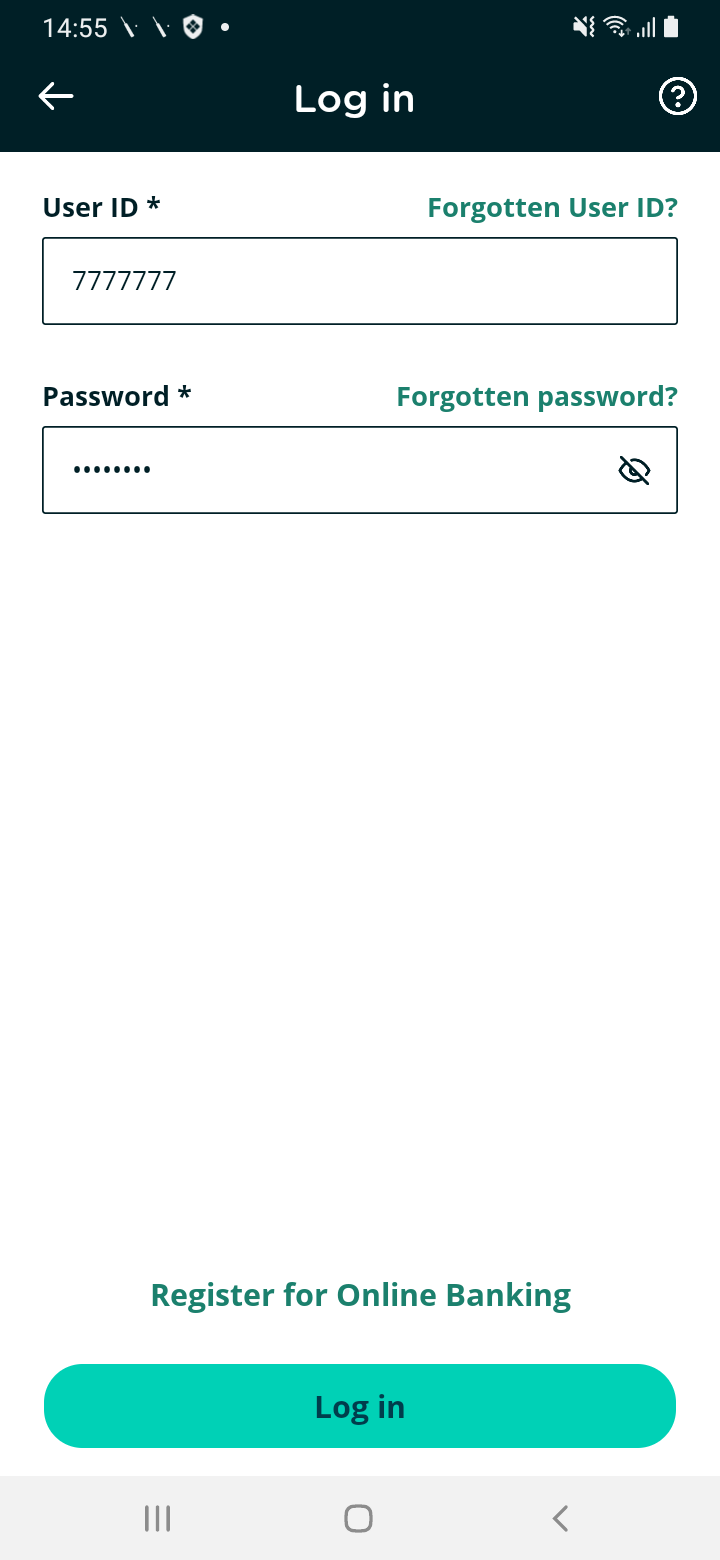 14:55
Log in
User ID * Forgotten User ID?
7777777
Password * Forgotten password?
••••••••
Register for Online Banking
Log in